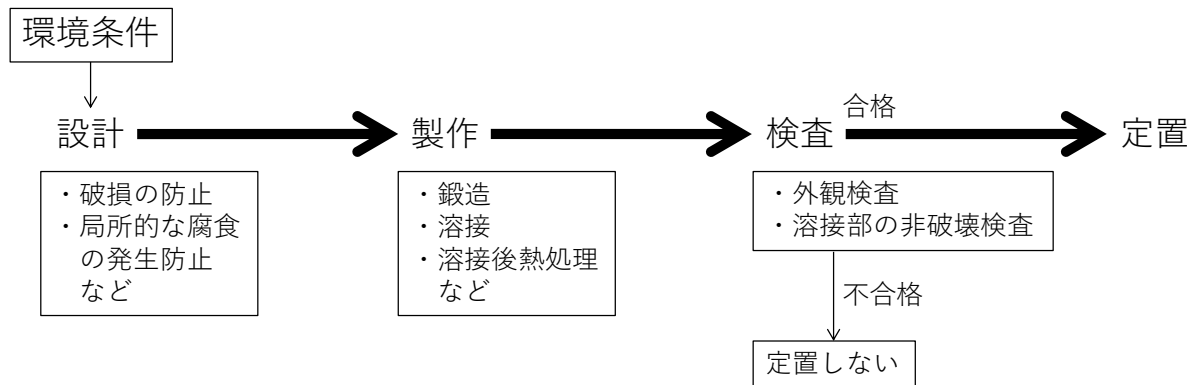 環境条件
設計
製作
検査
合格
定置
・破損の防止
・局所的な腐食
の発生防止
など
・鍛造
・溶接
・溶接後熱処理
など
・外観検査
・溶接部の非破壊検査
不合格
定置しない